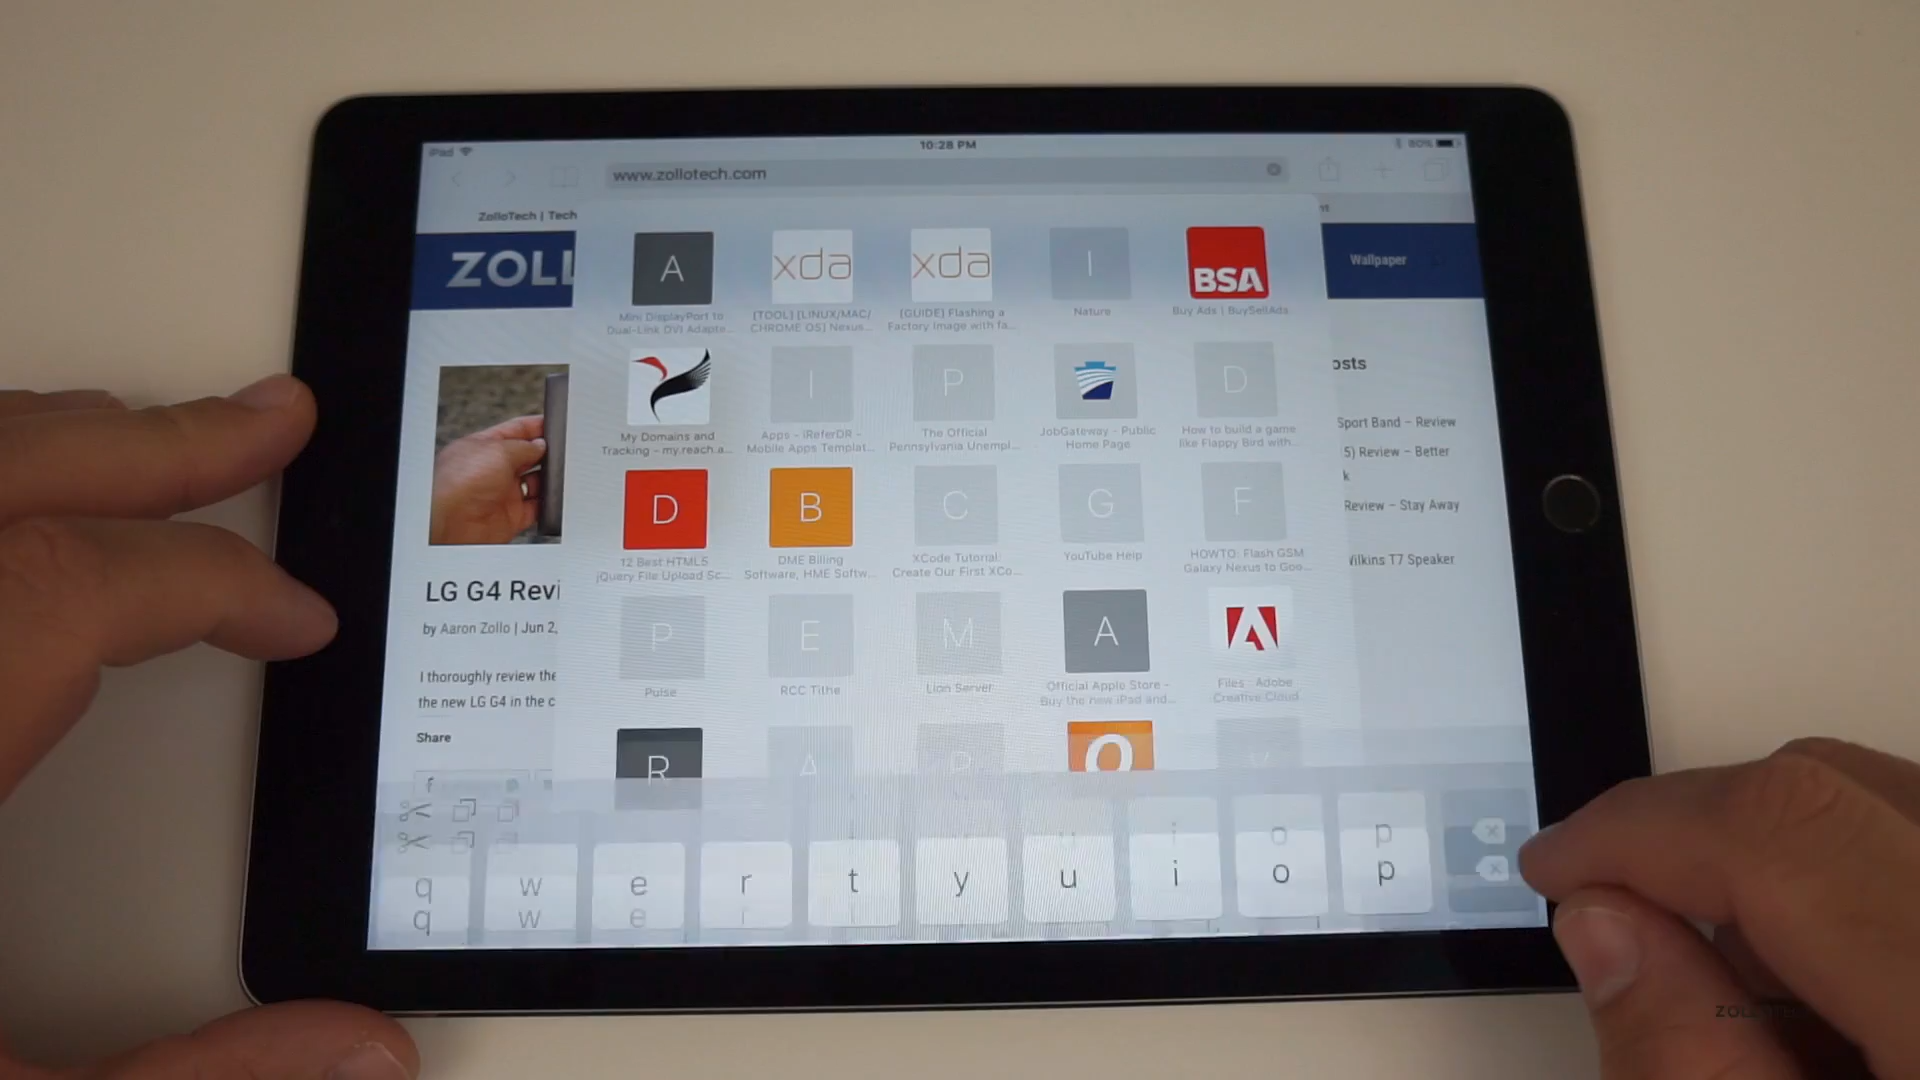 iPad
10:28 PM
80%
www.zollotech.com
ZolloTech | Tech
ZOLL
Wallpaper
A
xda
xda
I
BSA
Mini DisplayPort to
Dual-Link DVI Adapte...
[TOOL] [LINUX/MAC/
CHROME OS] Nexus...
[GUIDE] Flashing a
Factory Image with fa...
Nature
Buy Ads | BuySellAds
I
P
D
My Domains and
Tracking – my.reach.a...
Apps – iReferDR –
Mobile Apps Templat...
The Official
Pennsylvania Unempl...
JobGateway - Public
Home Page
How to build a game
like Flappy Bird with...
osts
Sport Band – Review
5) Review – Better
k
Review – Stay Away
Wilkins T7 Speaker
D
B
C
G
F
12 Best HTML5
jQuery File Upload Sc...
DME Billing
Software, HME Softw...
XCode Tutorial:
Create Our First XCo...
YouTube Help
HOWTO: Flash GSM
Galaxy Nexus to Goo...
LG G4 Revi
by Aaron Zollo | Jun 2,
I thoroughly review the
the new LG G4 in the c
Share
f
P
E
M
A
Pulse
RCC Tithe
Lion Server
Official Apple Store -
Buy the new iPad and...
Files - Adobe
Creative Cloud
R
A
q w e r t y u i o p
ZOLLOTECH